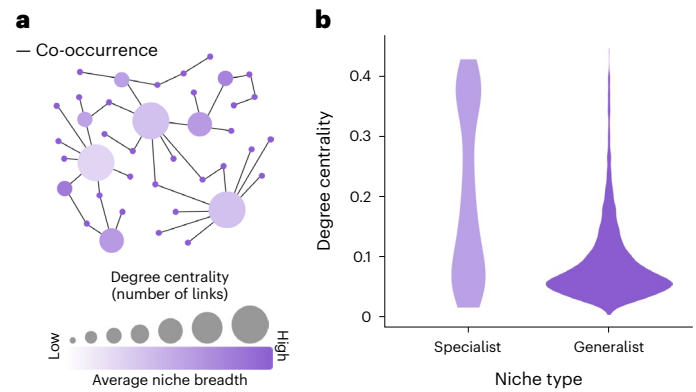 a
— Co-occurrence
Degree centrality
(number of links)
Low
High
Average niche breadth
b
Degree centrality
0.4
0.3
0.2
0.1
0
Specialist
Generalist
Niche type